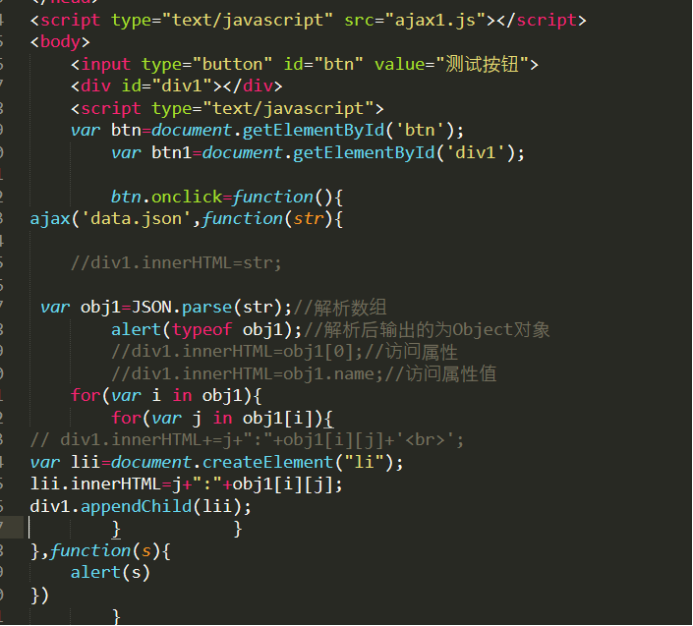 </head>
<script type="text/javascript" src="ajax1.js"></script>
<body>
<input type="button" id="btn" value="测试按钮">
<div id="div1"></div>
<script type="text/javascript">
var btn=document.getElementById('btn');
var btn1=document.getElementById('div1');
btn.onclick=function(){
ajax('data.json',function(str){
//div1.innerHTML=str;
var obj1=JSON.parse(str);//解析数组
alert(typeof obj1);//解析后输出的为Object对象
//div1.innerHTML=obj1[0];//访问属性
//div1.innerHTML=obj1.name;//访问属性值
for(var i in obj1){
for(var j in obj1[i]){
// div1.innerHTML+=j+":"+obj1[i][j]+'<br>';
var lii=document.createElement("li");
lii.innerHTML=j+":"+obj1[i][j];
div1.appendChild(lii);
} }
},function(s){
alert(s)
})
}